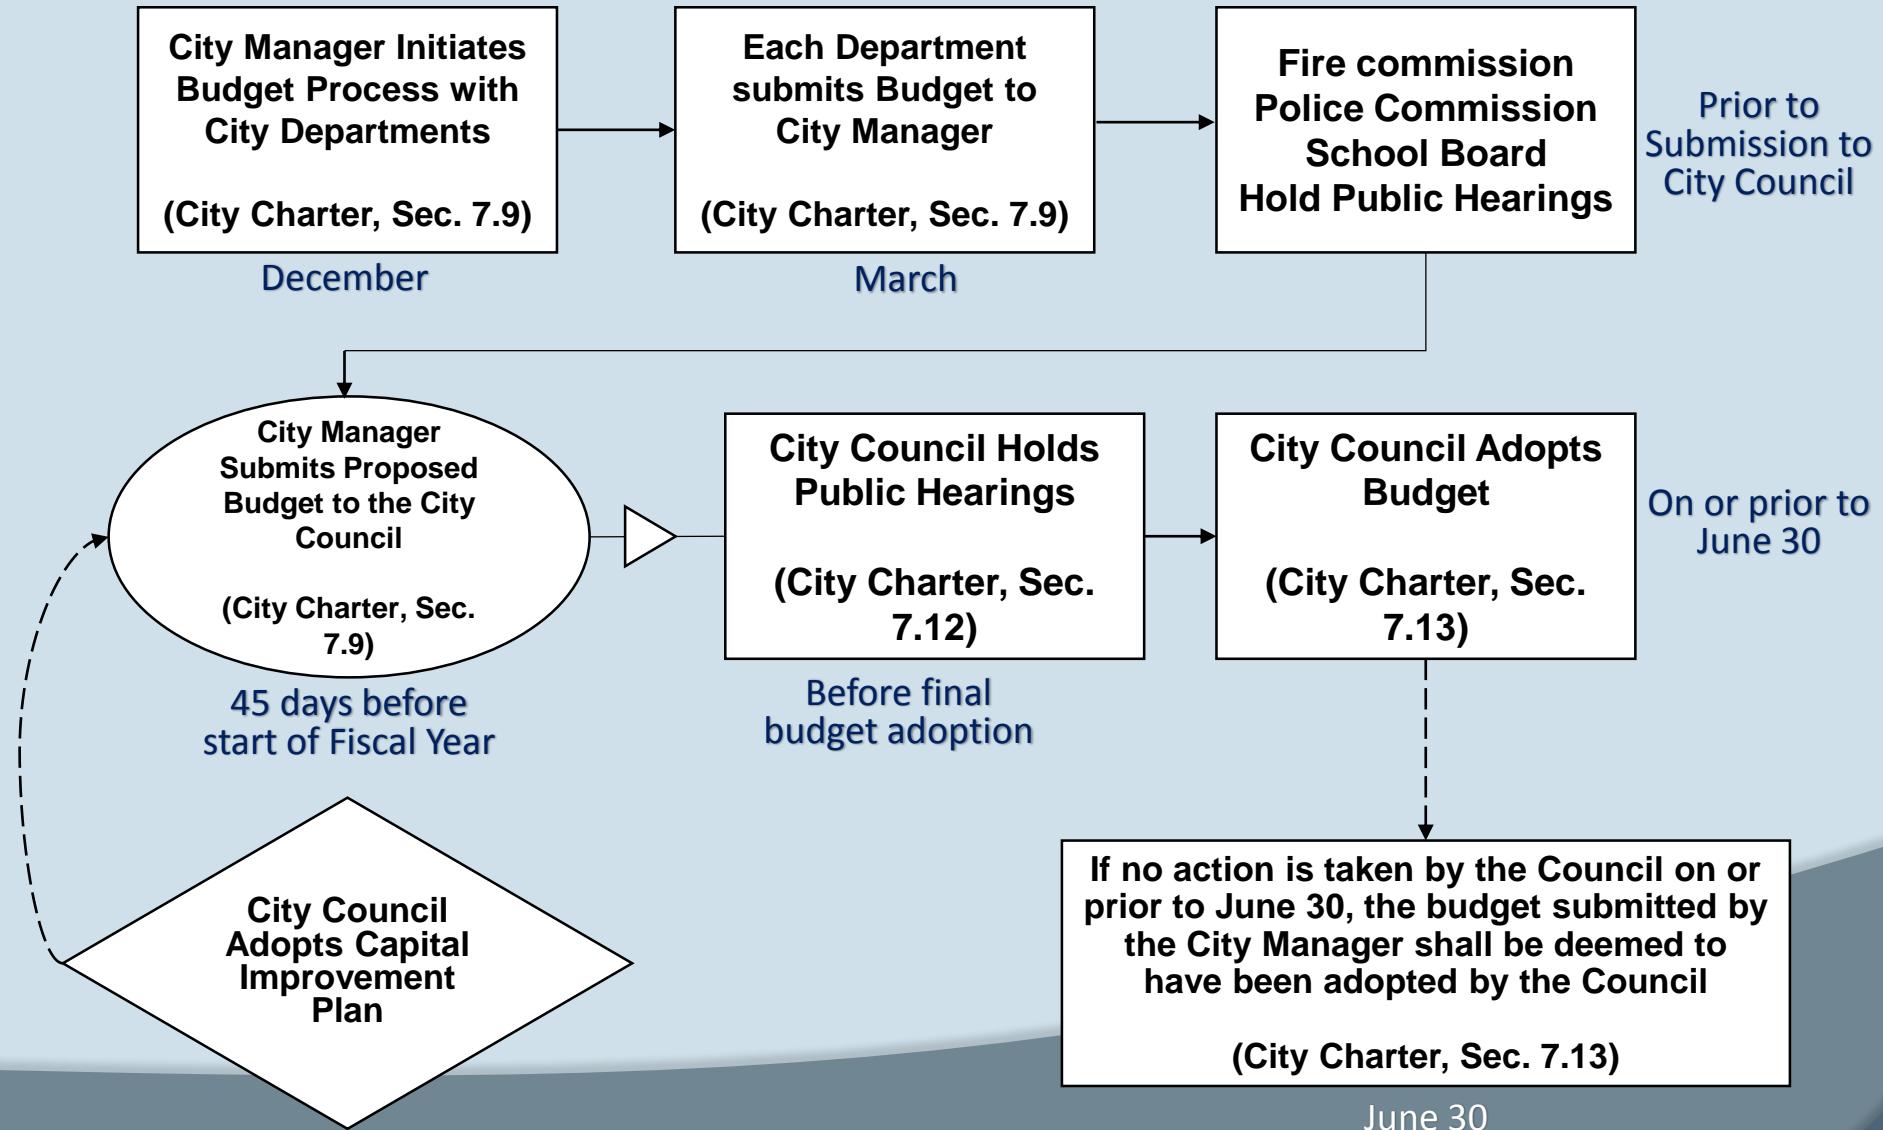 City Manager Initiates
Budget Process with
City Departments
(City Charter, Sec. 7.9)
December
Each Department
submits Budget to
City Manager
(City Charter, Sec. 7.9)
March
Fire commission
Police Commission
School Board
Hold Public Hearings
Prior to
Submission to
City Council
City Manager
Submits Proposed
Budget to the City
Council
(City Charter, Sec.
7.9)
45 days before
start of Fiscal Year
City Council Holds
Public Hearings
(City Charter, Sec.
7.12)
Before final
budget adoption
City Council Adopts
Budget
(City Charter, Sec.
7.13)
On or prior to
June 30
City Council
Adopts Capital
Improvement
Plan
If no action is taken by the Council on or
prior to June 30, the budget submitted by
the City Manager shall be deemed to
have been adopted by the Council
(City Charter, Sec. 7.13)
June 30